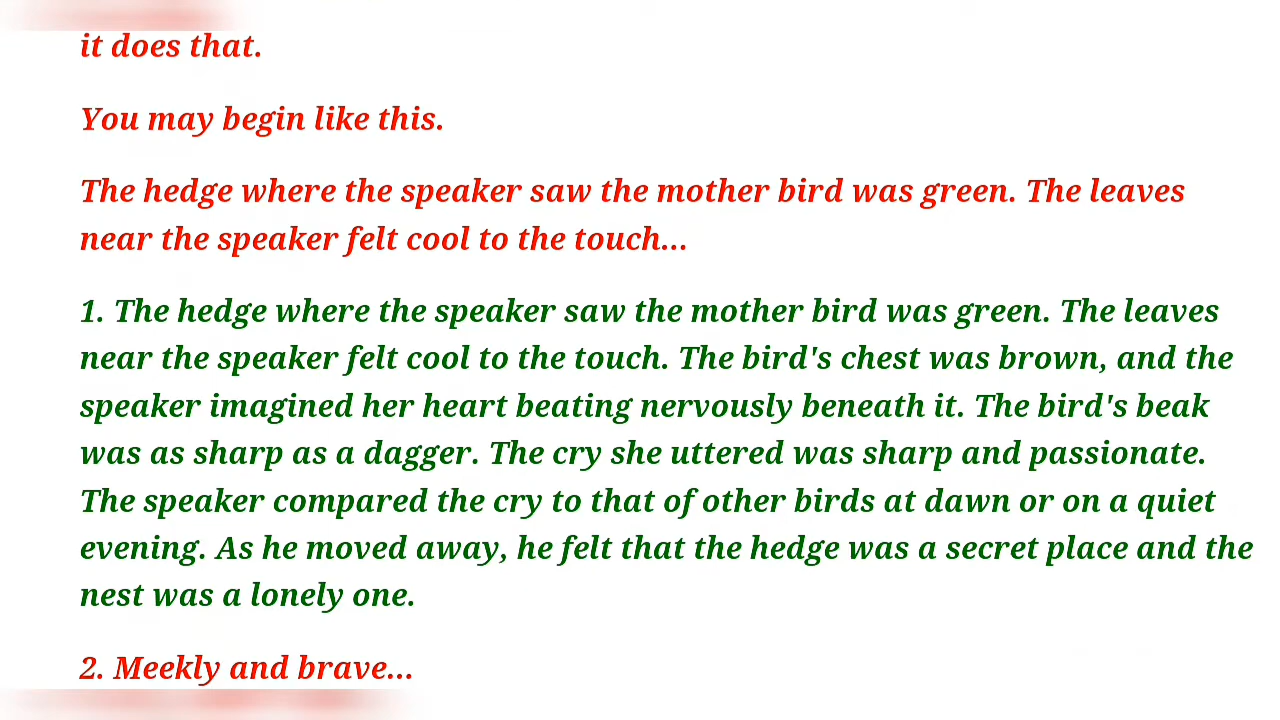 it does that.
You may begin like this.
The hedge where the speaker saw the mother bird was green. The leaves
near the speaker felt cool to the touch...
1. The hedge where the speaker saw the mother bird was green. The leaves
near the speaker felt cool to the touch. The bird's chest was brown, and the
speaker imagined her heart beating nervously beneath it. The bird's beak
was as sharp as a dagger. The cry she uttered was sharp and passionate.
The speaker compared the cry to that of other birds at dawn or on a quiet
evening. As he moved away, he felt that the hedge was a secret place and the
nest was a lonely one.
2. Meekly and brave...